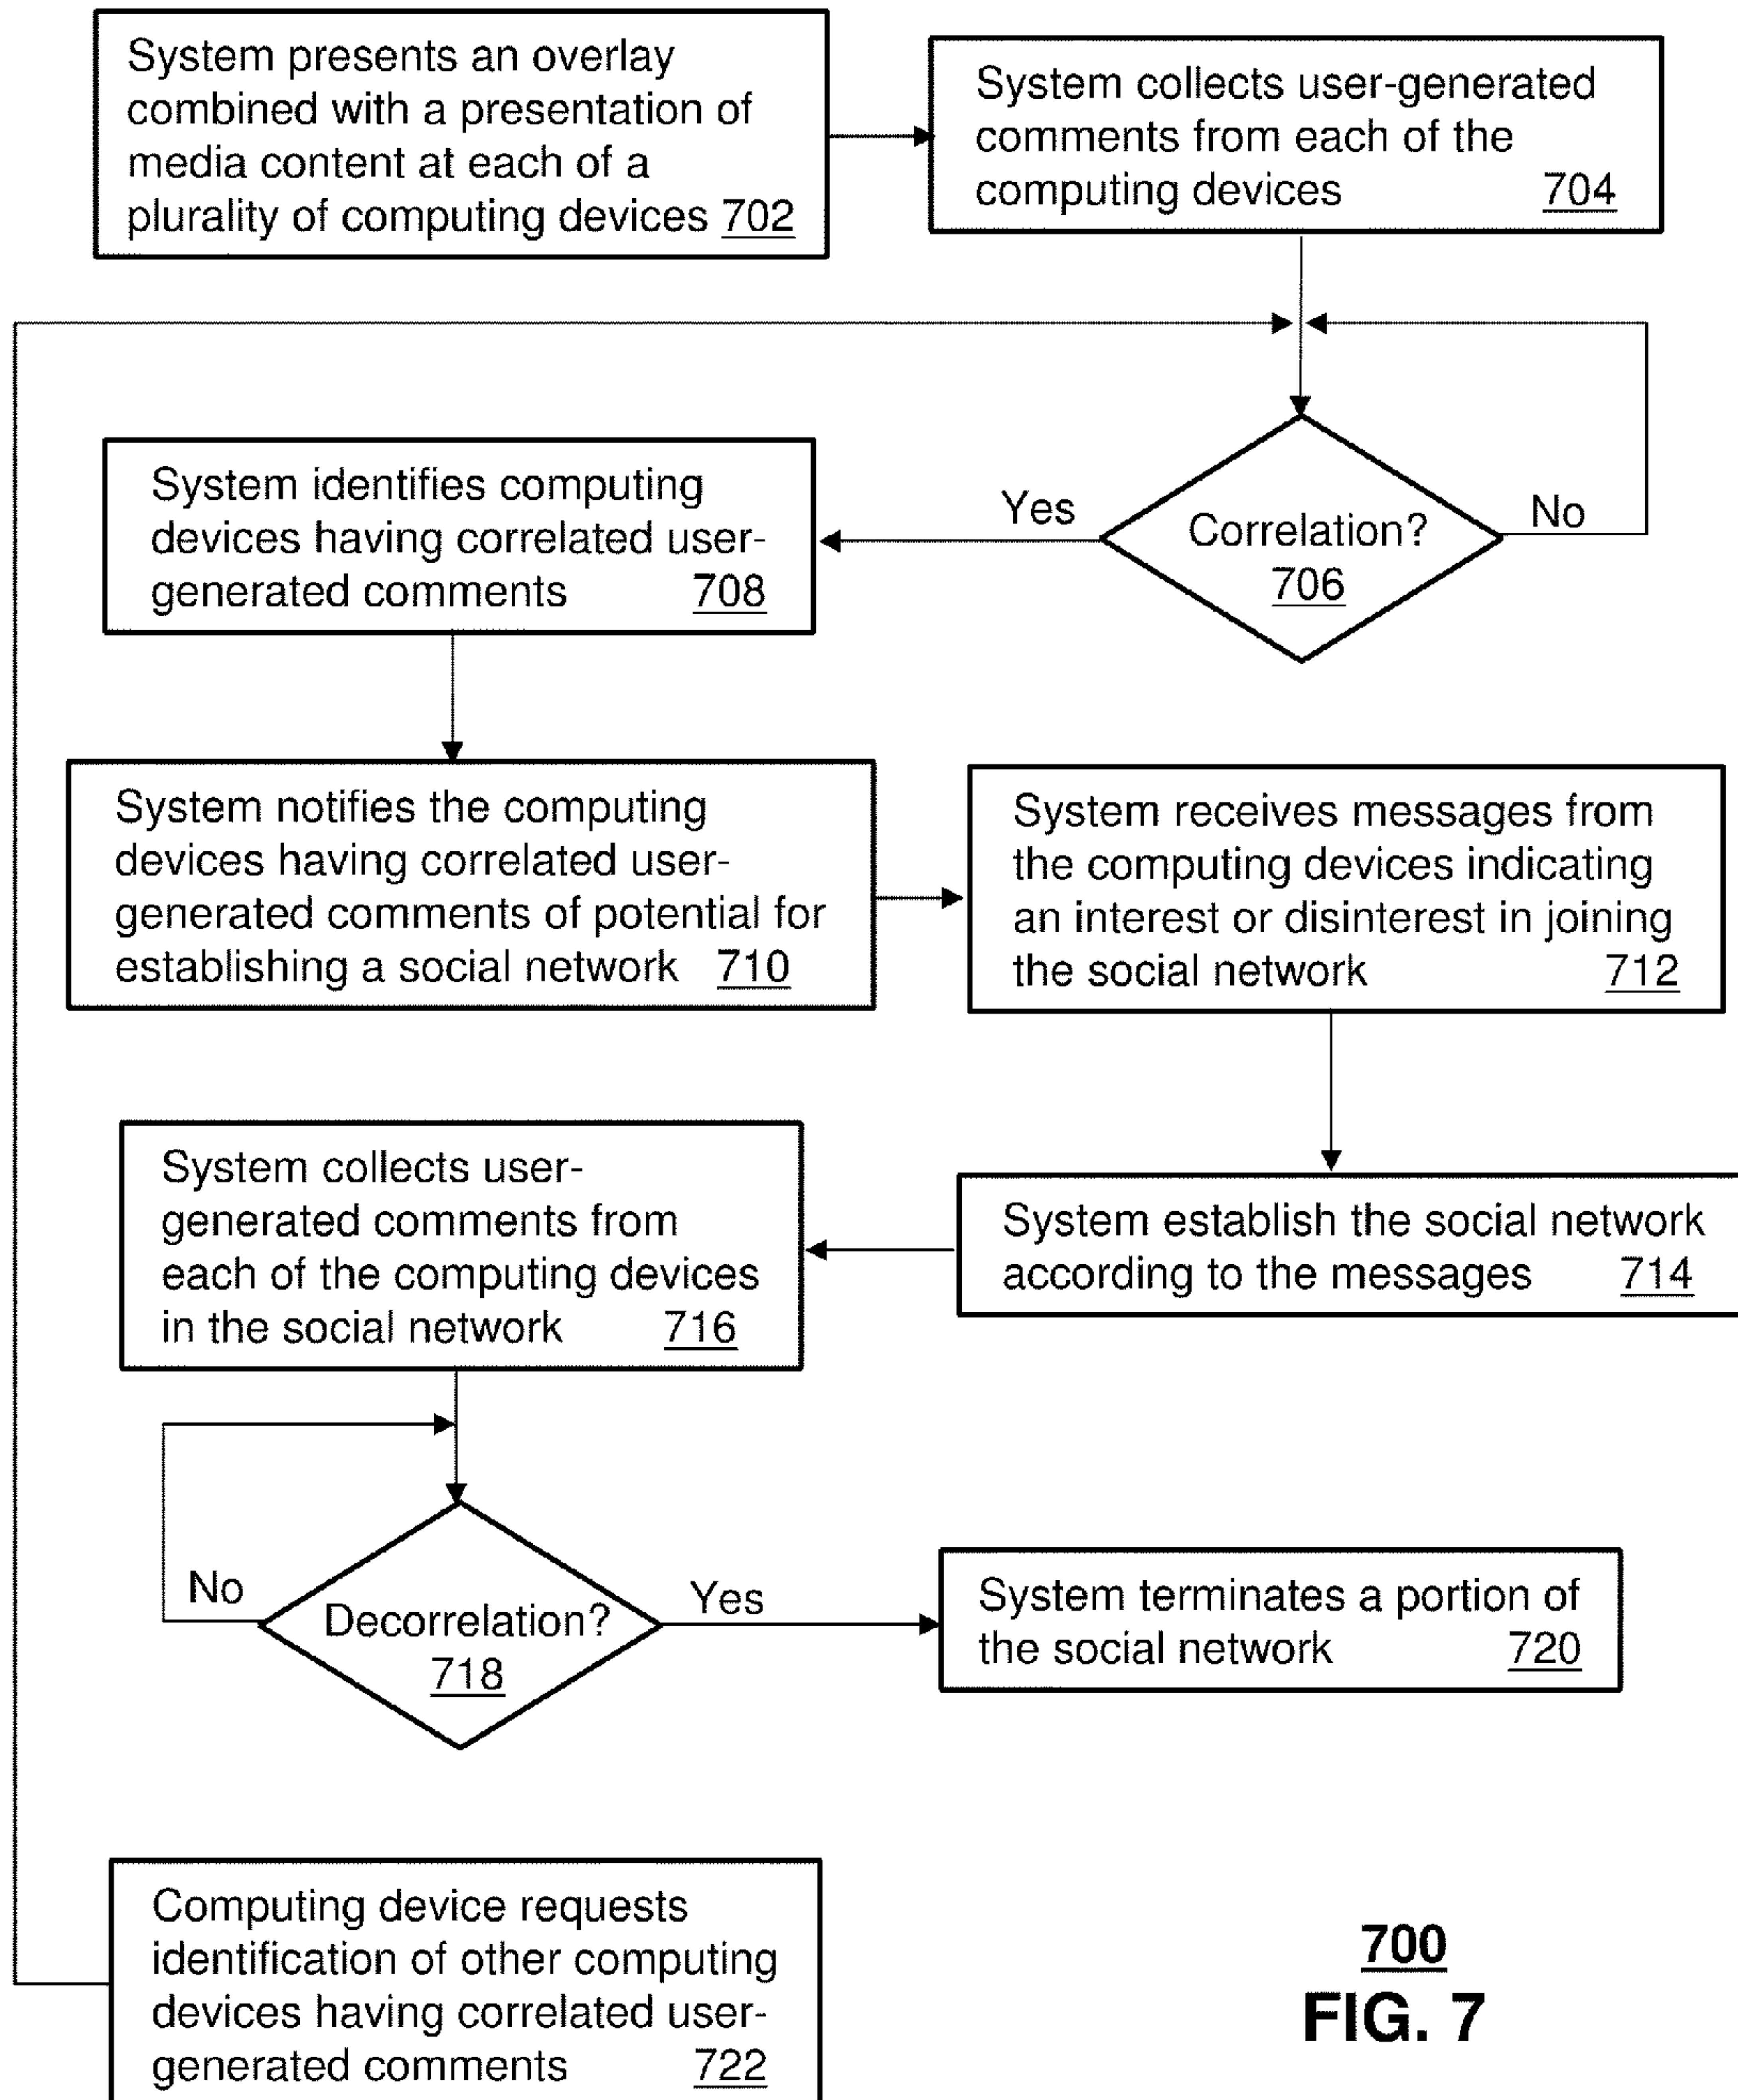 System presents an overlay
combined with a presentation of
media content at each of a
plurality of computing devices 702
System collects user-generated
comments from each of the
computing devices 704
Correlation?
706
Yes
No
System identifies computing
devices having correlated user-
generated comments 708
System notifies the computing
devices having correlated user-
generated comments of potential for
establishing a social network 710
System receives messages from
the computing devices indicating
an interest or disinterest in joining
the social network 712
System establish the social network
according to the messages 714
System collects user-
generated comments from
each of the computing devices
in the social network 716
No
Decorrelation?
718
Yes
System terminates a portion of
the social network 720
Computing device requests
identification of other computing
devices having correlated user-
generated comments 722
700
FIG. 7